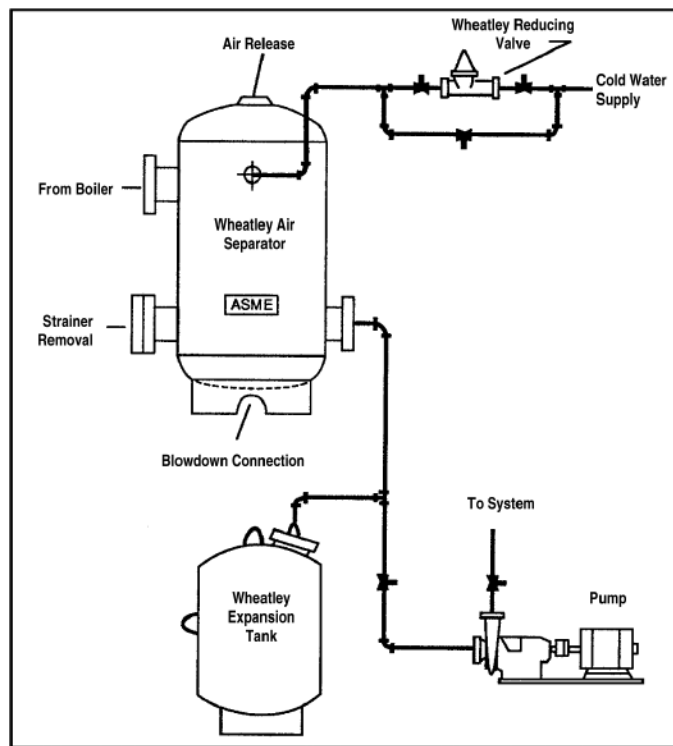 Air Release
Wheatley Reducing
Valve
Cold Water
Supply
From Boiler
Wheatley Air
Separator
ASME
Strainer
Removal
Blowdown Connection
To System
Wheatley
Expansion
Tank
Pump